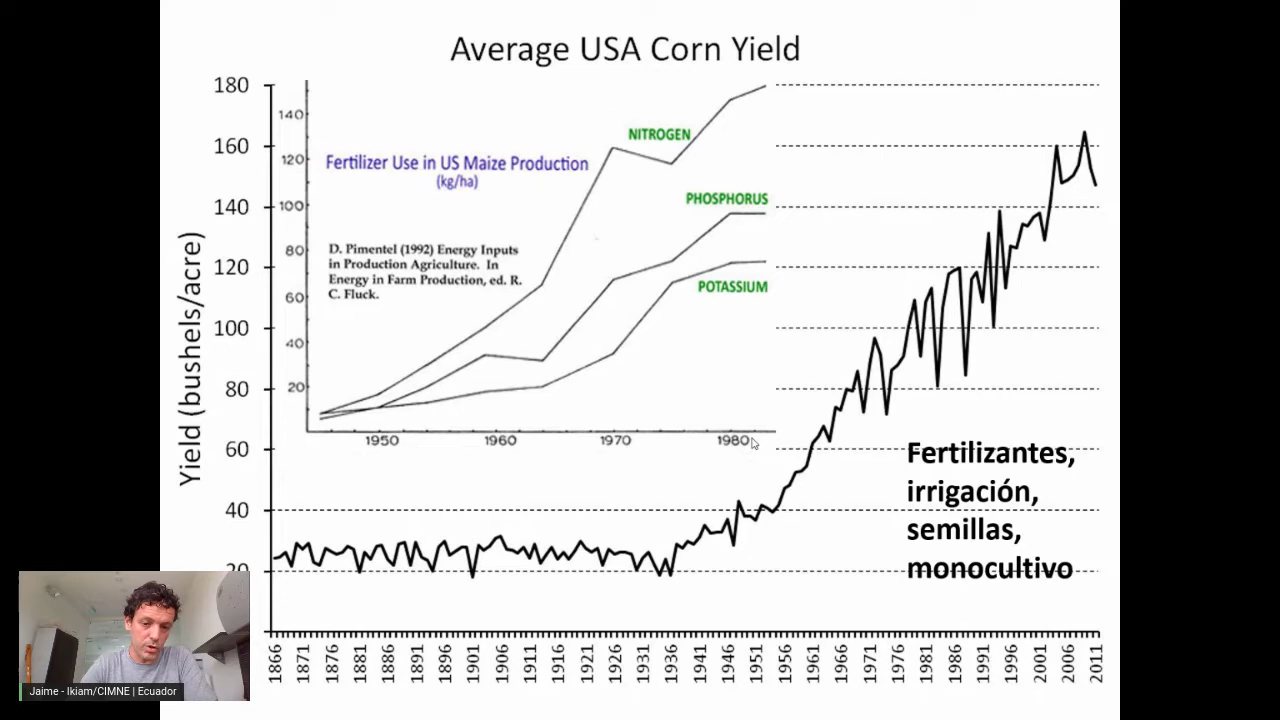 Average USA Corn Yield
180
160
140
120
100
80
60
40
20
Yield (bushels/acre)
140
120
100
80
60
40
20
Fertilizer Use in US Maize Production
(kg/ha)
NITROGEN
PHOSPHORUS
POTASSIUM
D. Pimentel (1992) Energy Inputs
in Production Agriculture. In
Energy in Farm Production, ed. R.
C. Fluck.
1950 1960 1970 1980
Fertilizantes,
irrigación,
semillas,
monocultivo
1866 1871 1876 1881 1886 1891 1896 1901 1906 1911 1916 1921 1926 1931 1936 1941 1946 1951 1956 1961 1966 1971 1976 1981 1986 1991 1996 2001 2006 2011
Jaime - Ikiam/CIMNE | Ecuador